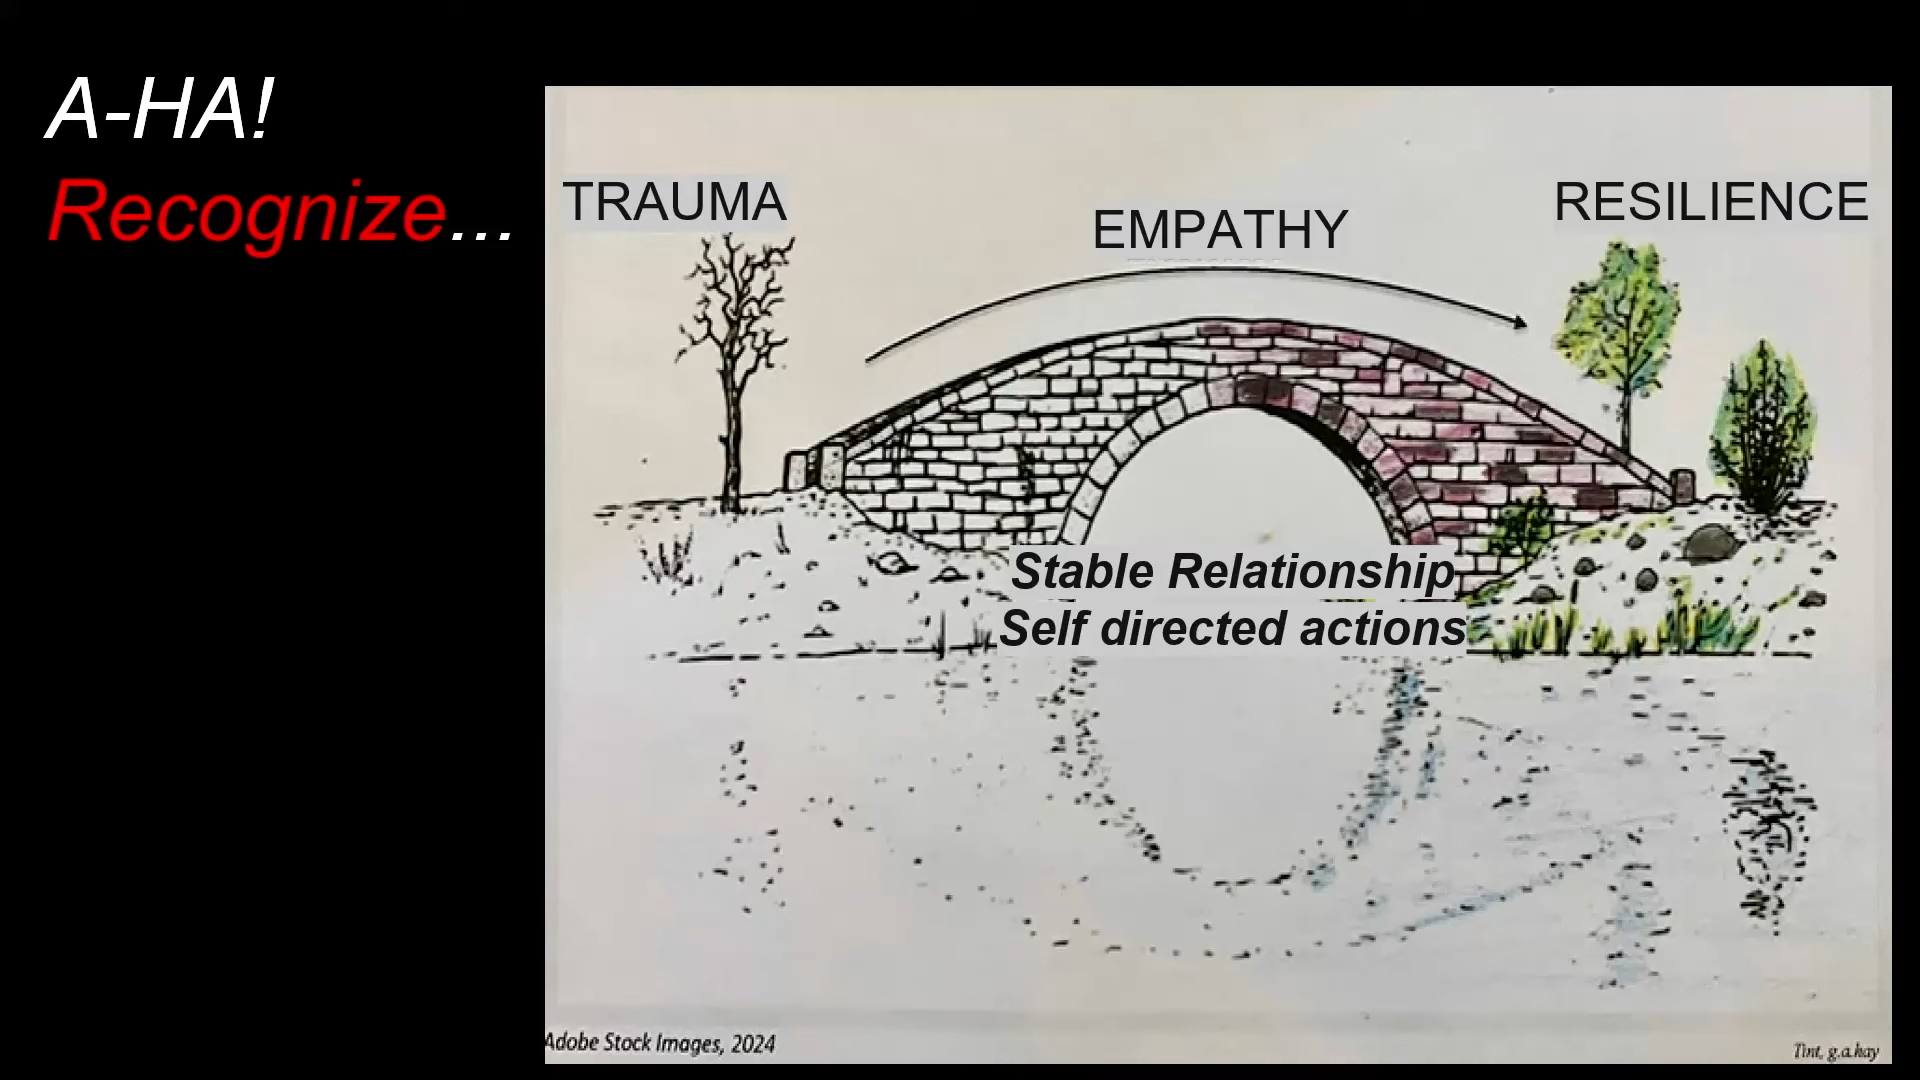 A-HA!
Recognize...
TRAUMA
EMPATHY
RESILIENCE
Stable Relationship
Self directed actions
Adobe Stock Images, 2024
Tint, g.a.hay